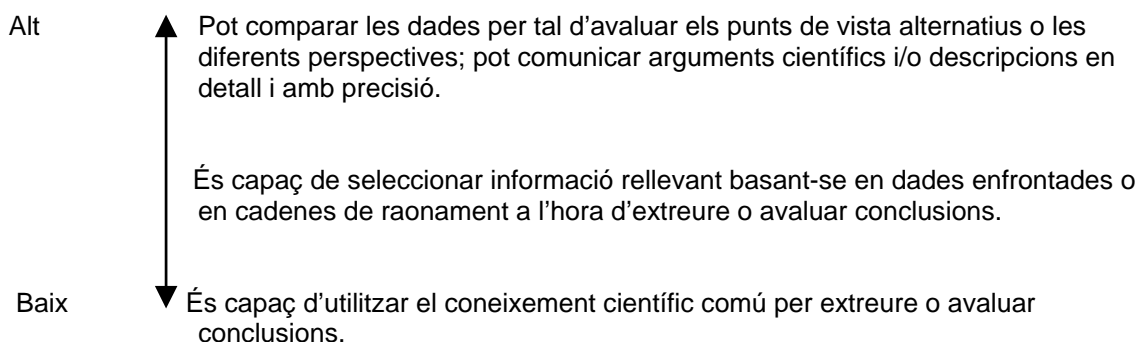 Alt Pot comparar les dades per tal d’avaluar els punts de vista alternatius o les
diferents perspectives; pot comunicar arguments científics i/o descripcions en
detall i amb precisió.
És capaç de seleccionar informació rellevant basant-se en dades enfrontades o
en cadenes de raonament a l’hora d’extreure o avaluar conclusions.
Baix És capaç d’utilitzar el coneixement científic comú per extreure o avaluar
conclusions.